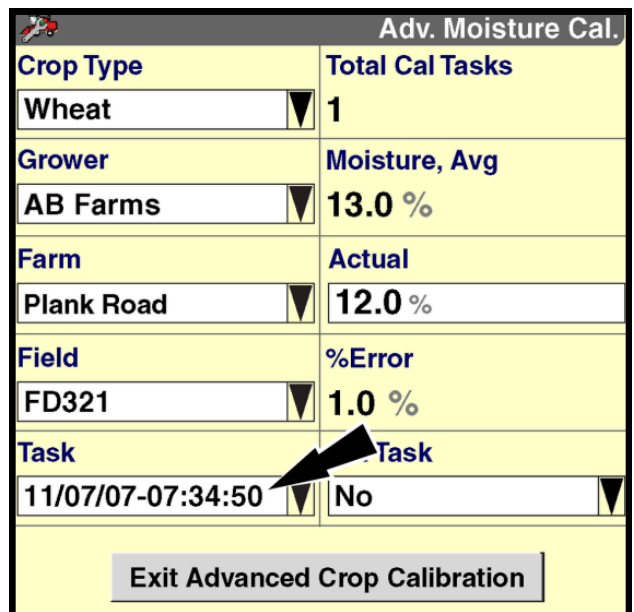 Adv. Moisture Cal.
Crop Type
Wheat
Total Cal Tasks
1
Grower
AB Farms
Moisture, Avg
13.0 %
Farm
Plank Road
Actual
12.0 %
Field
FD321
%Error
1.0 %
Task
11/07/07-07:34:50
Task
No
Exit Advanced Crop Calibration